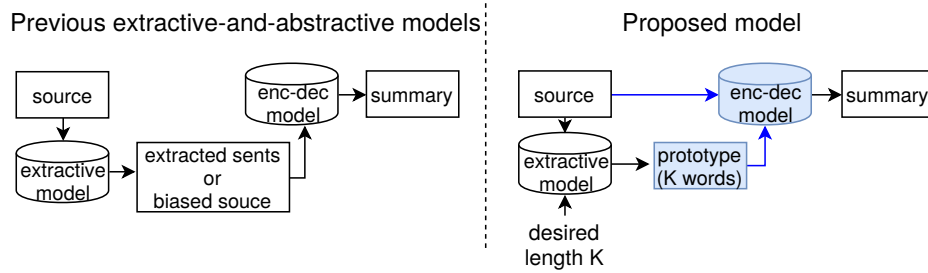 Previous extractive-and-abstractive models
source
extractive
model
extracted sents
or
biased souce
enc-dec
model
summary
Proposed model
source
extractive
model
desired
length K
prototype
(K words)
enc-dec
model
summary